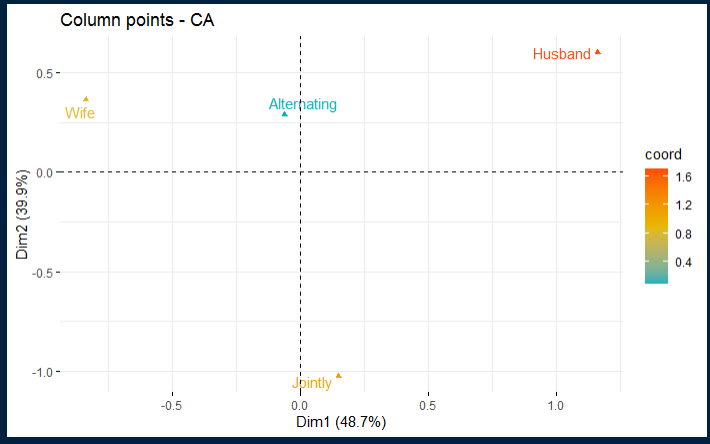 Column points - CA
Husband
0.5
Wife
Alternating
coord
1.6
1.2
0.8
0.4
0.0
Dim2 (39.9%)
-0.5
-1.0
Jointly
-0.5
0.0
0.5
1.0
Dim1 (48.7%)